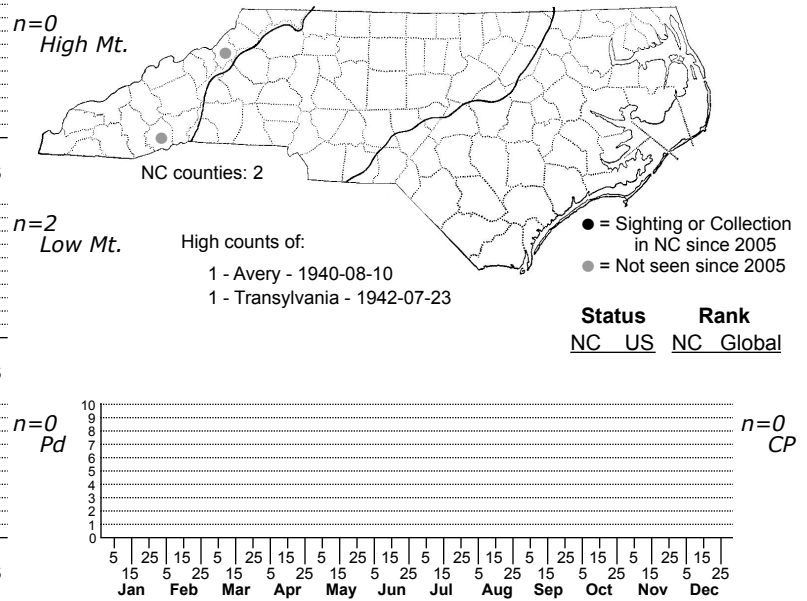 n=0
High Mt.
NC counties: 2
n=2
Low Mt.
High counts of:
1 - Avery - 1940-08-10
1 - Transylvania - 1942-07-23
= Sighting or Collection
in NC since 2005
= Not seen since 2005
Status Rank
NC US NC Global
n=0
Pd
n=0
CP
10
9
8
7
6
5
4
3
2
1
0
5 25 15 5 25 15 5 25 15 5 25 15 5 25 15 5 25 15
15 5 25 15 5 25 15 5 25 15 5 25 15 5 25 15 5 25
Jan Feb Mar Apr May Jun Jul Aug Sep Oct Nov Dec